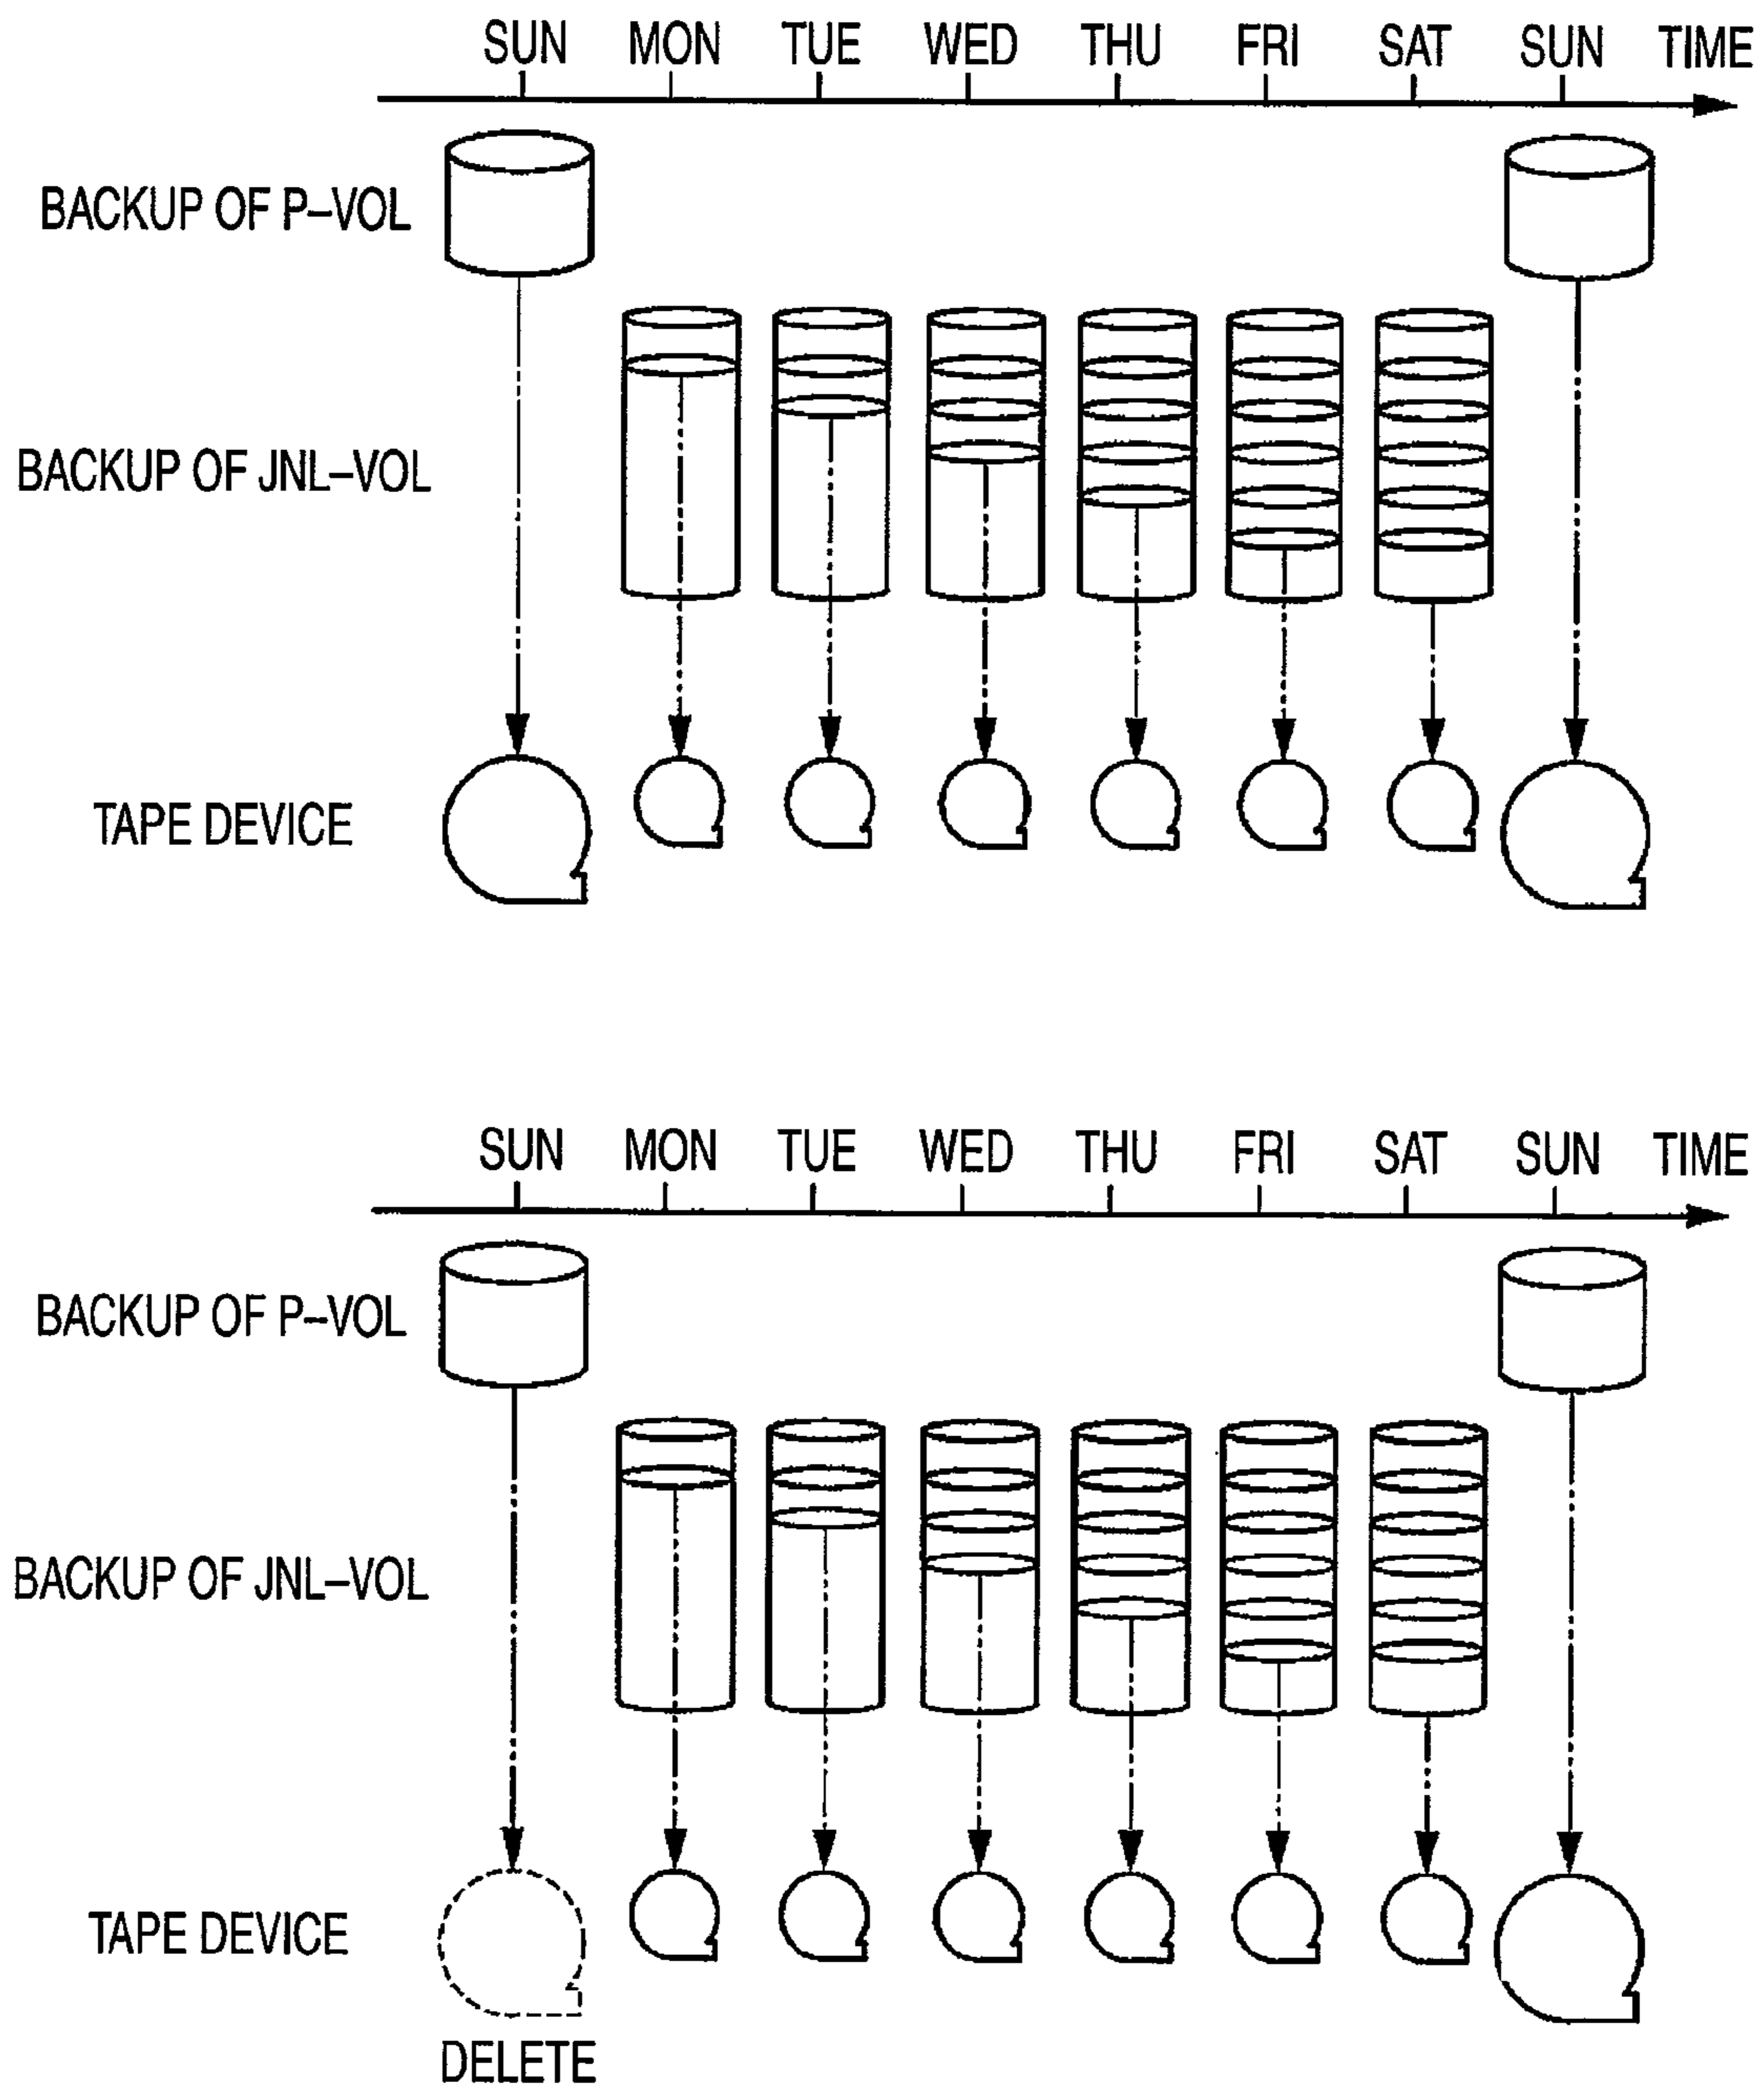 SUN MON TUE WED THU FRI SAT SUN TIME
BACKUP OF P-VOL
BACKUP OF JNL-VOL
TAPE DEVICE
SUN MON TUE WED THU FRI SAT SUN TIME
BACKUP OF P-VOL
BACKUP OF JNL-VOL
TAPE DEVICE
DELETE